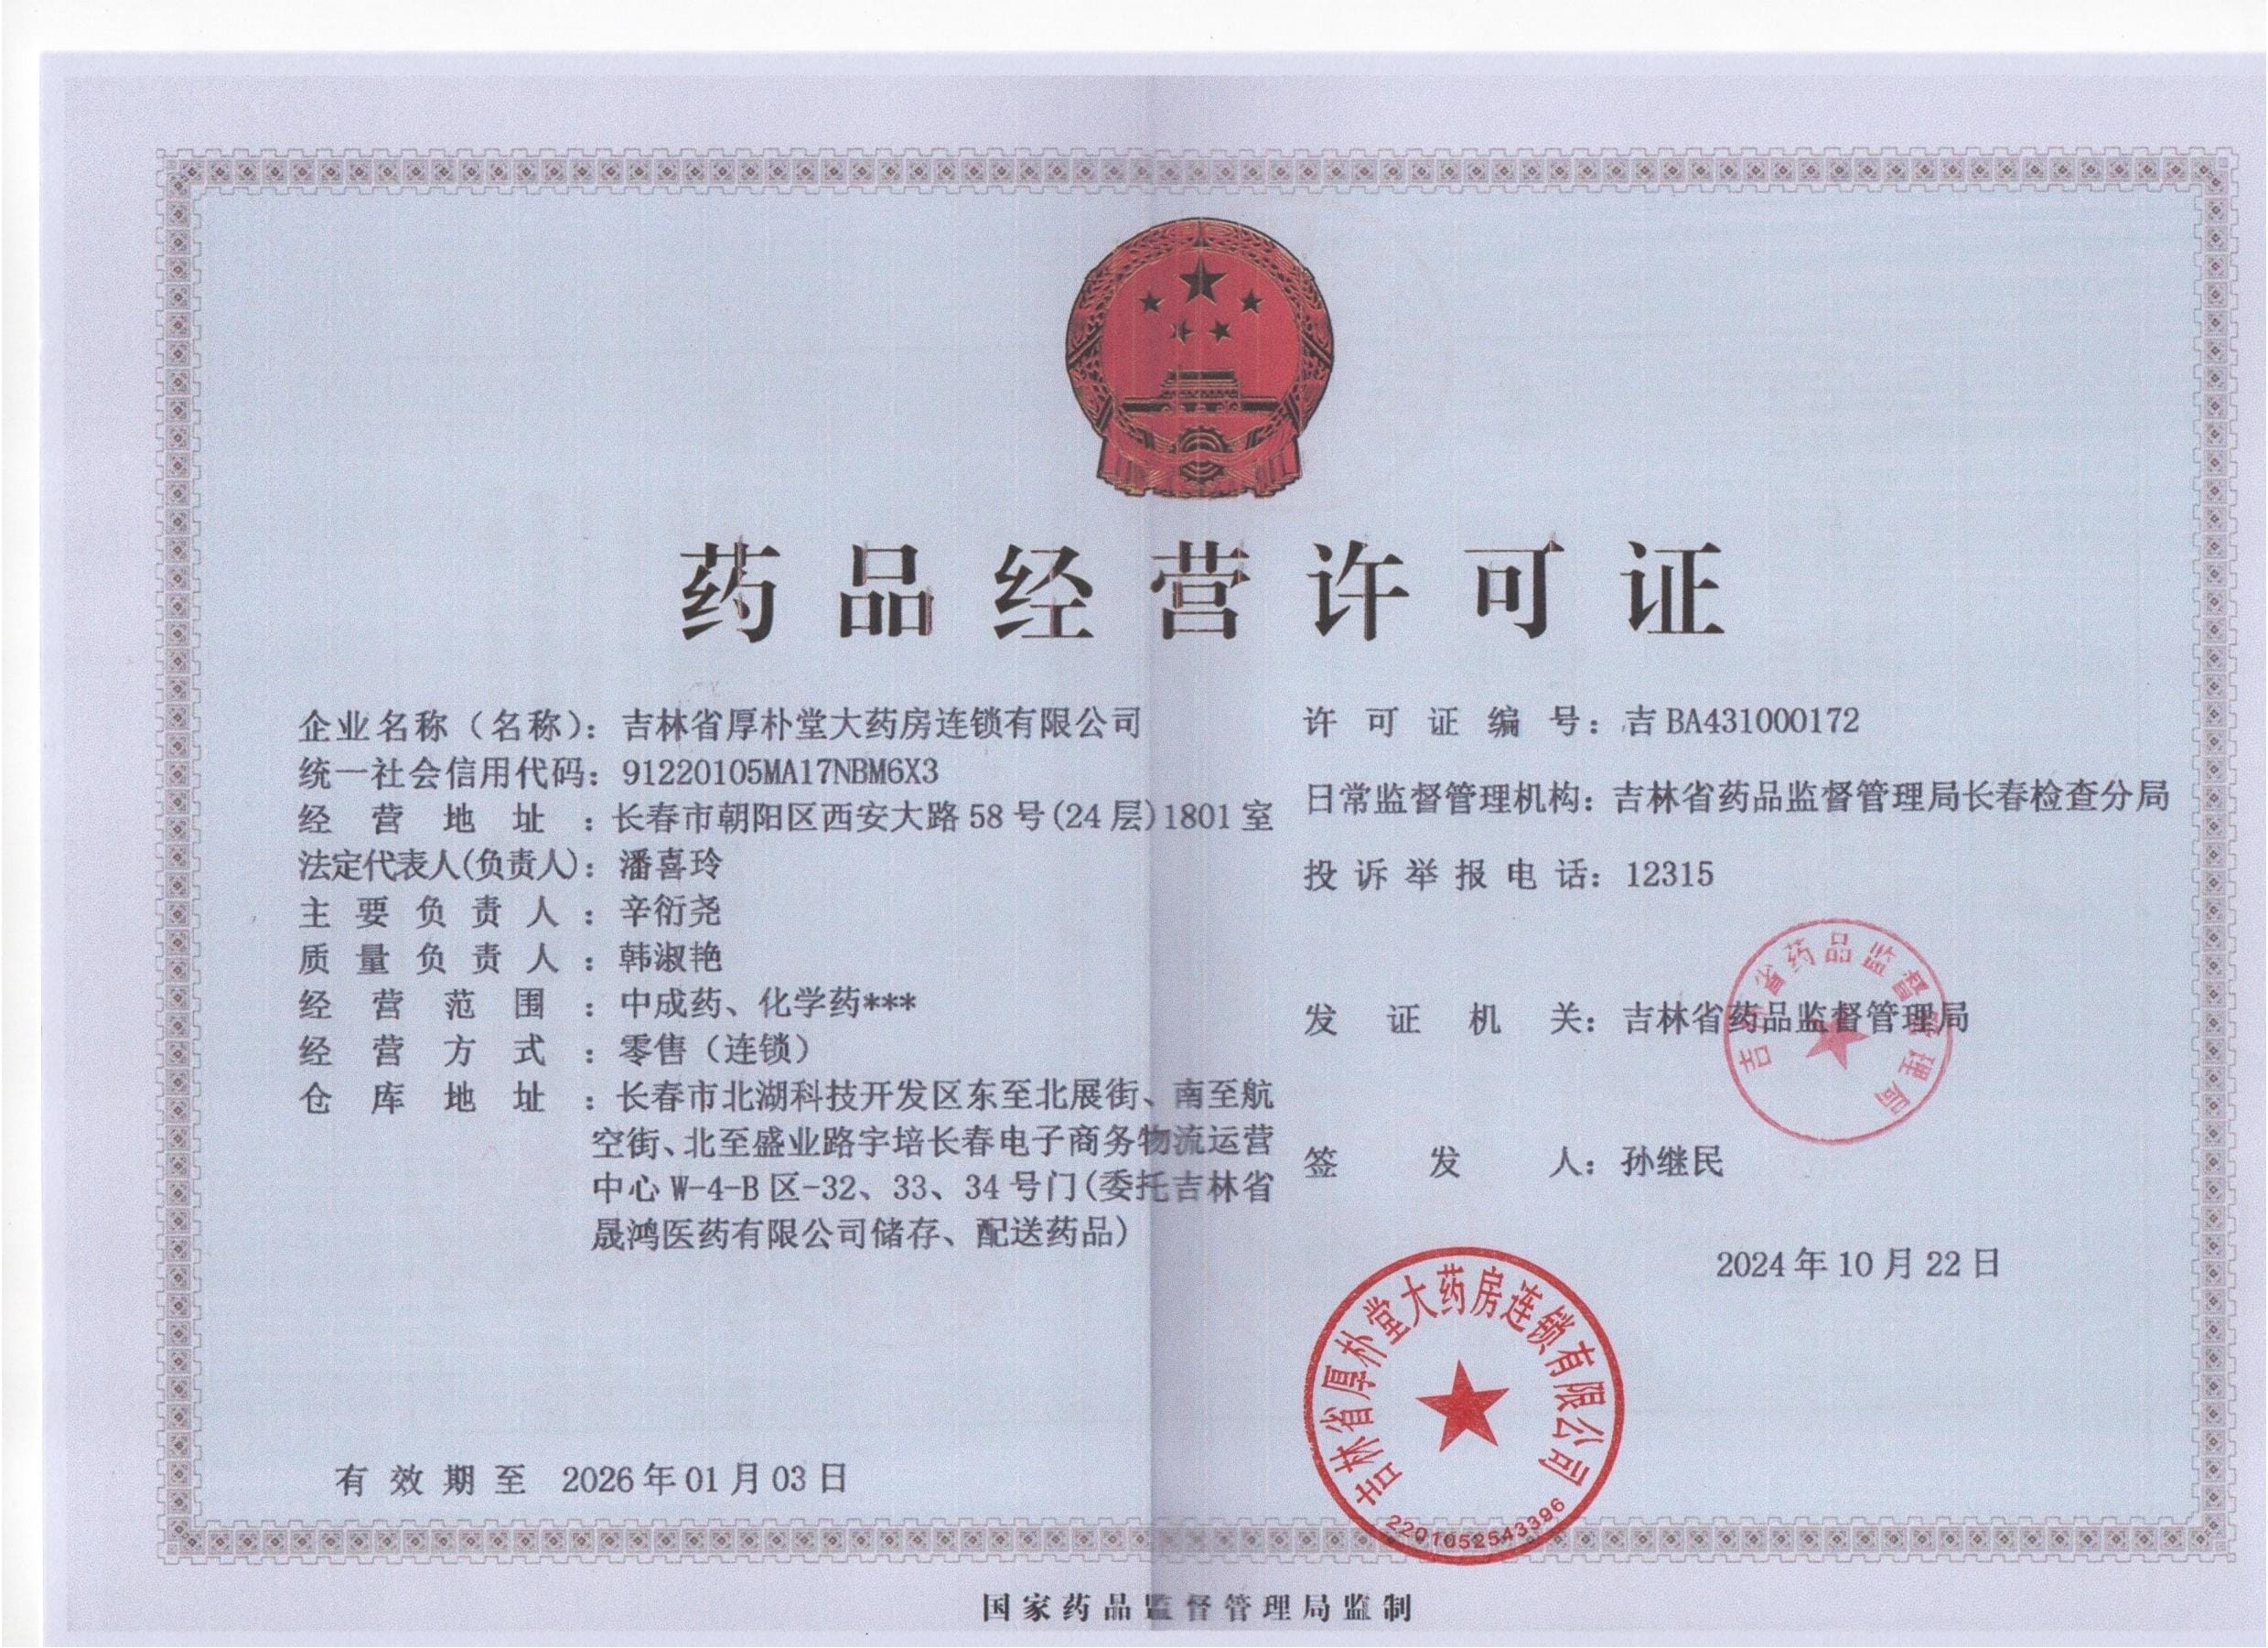 药品经营许可证
企业名称（名称）：吉林省厚朴堂大药房连锁有限公司
统一社会信用代码：91220105MA17NBM6X3
经营地址：长春市朝阳区西安大路58号(24层)1801室
法定代表人(负责人)：潘喜玲
主要负责人：辛衍尧
质量负责人：韩淑艳
经营范围：中成药、化学药***
经营方式：零售（连锁）
仓库地址：长春市北湖科技开发区东至北展街、南至航
空街、北至盛业路宇培长春电子商务物流运营
中心W-4-B区-32、33、34号门(委托吉林省
晟鸿医药有限公司储存、配送药品)
有效期至 2026年01月03日
许可证编号：吉BA431000172
日常监督管理机构：吉林省药品监督管理局长春检查分局
投诉举报电话：12315
发证机关：吉林省药品监督管理局
吉林省药品监督管理局
签发人：孙继民
2024年10月22日
吉林省厚朴堂大药房连锁有限公司
2201052543396
国家药品监督管理局监制